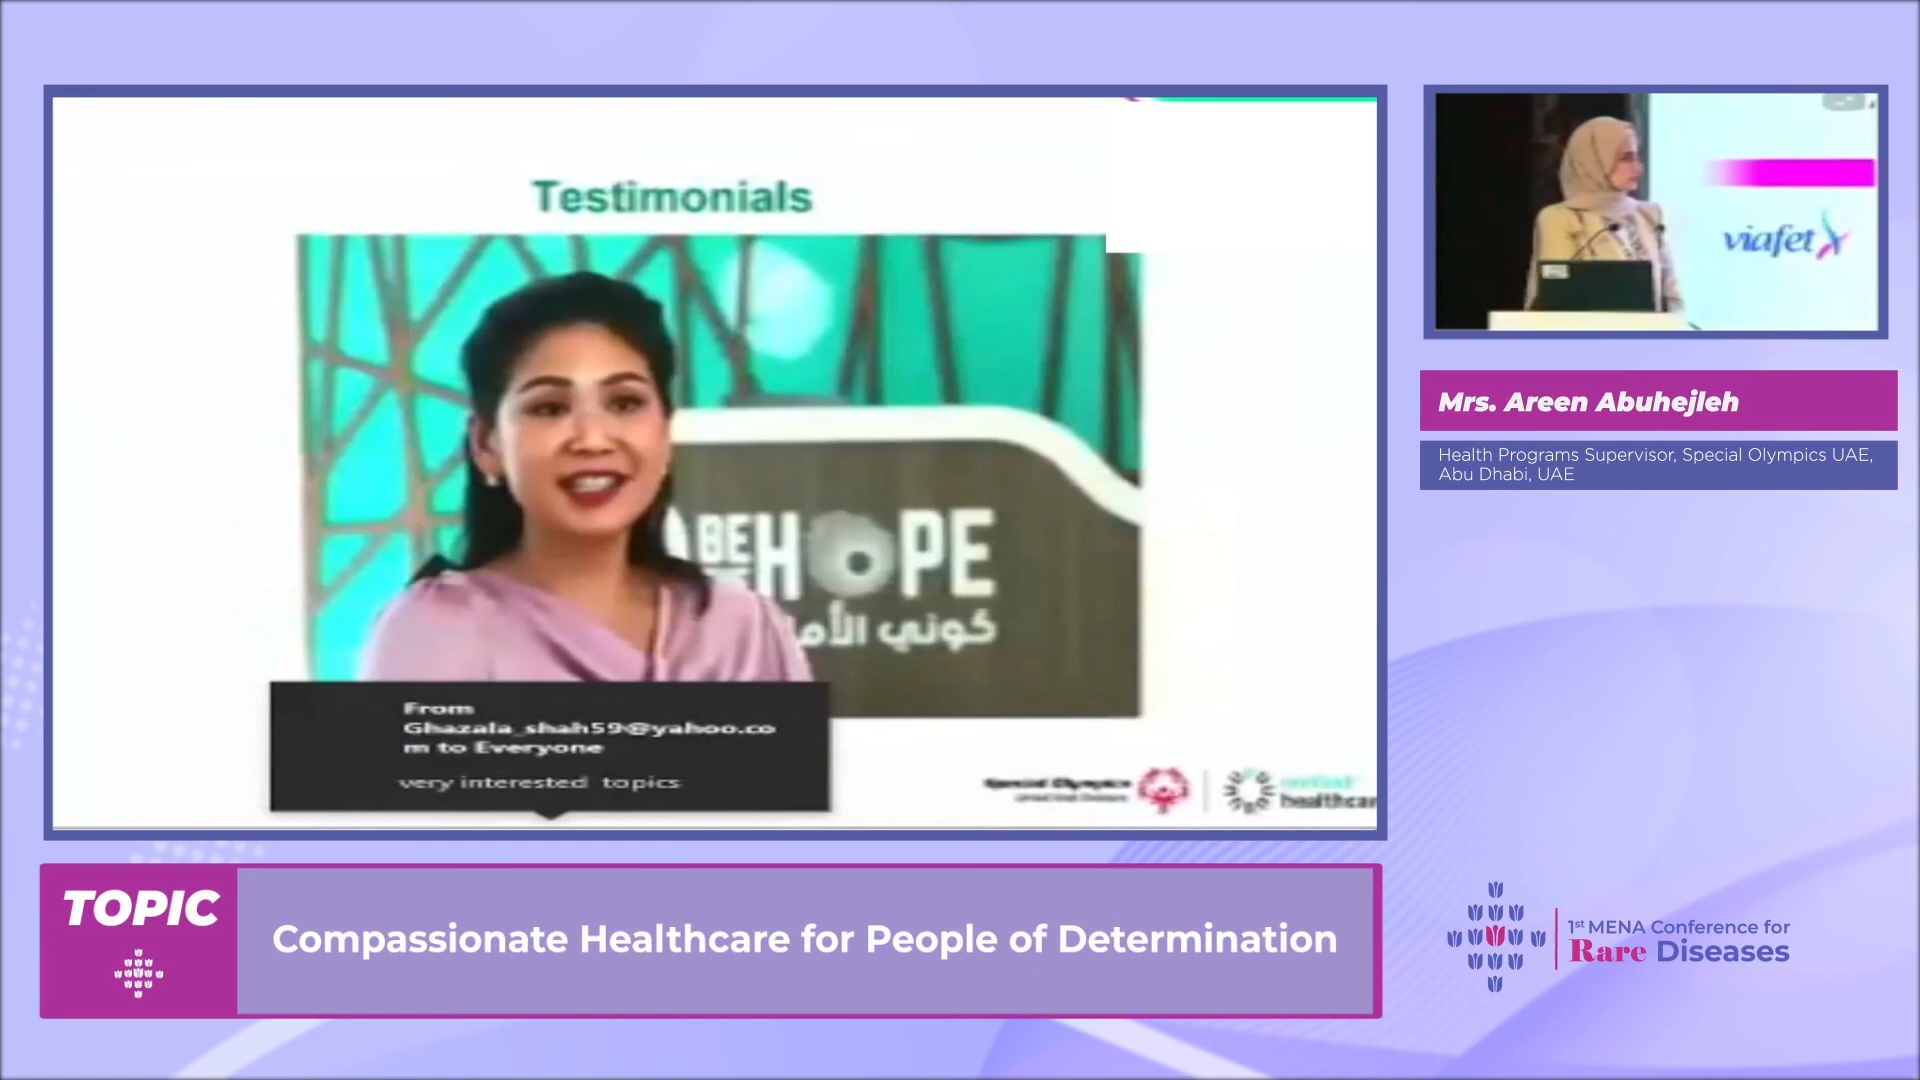 Testimonials
BE
HOPE
كوني الأمل
From
Ghazala_shah59@yahoo.co
m to Everyone
very interested topics
Special Olympics
healthcar
viafet
Mrs. Areen Abuhejleh
Health Programs Supervisor, Special Olympics UAE,
Abu Dhabi, UAE
TOPIC
Compassionate Healthcare for People of Determination
1st MENA Conference for
Rare Diseases